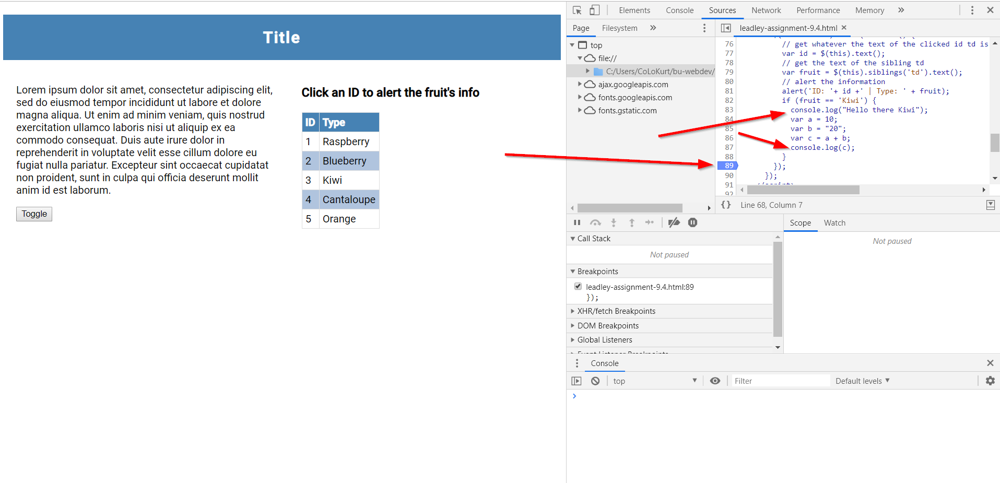 Title
Lorem ipsum dolor sit amet, consectetur adipiscing elit,
sed do eiusmod tempor incididunt ut labore et dolore
magna aliqua. Ut enim ad minim veniam, quis nostrud
exercitation ullamco laboris nisi ut aliquip ex ea
commodo consequat. Duis aute irure dolor in
reprehenderit in voluptate velit esse cillum dolore eu
fugiat nulla pariatur. Excepteur sint occaecat cupidatat
non proident, sunt in culpa qui officia deserunt mollit
anim id est laborum.
Toggle
Click an ID to alert the fruit's info
ID Type
1 Raspberry
2 Blueberry
3 Kiwi
4 Cantaloupe
5 Orange
Elements Console Sources Network Performance Memory »
Page Filesystem »
top
file://
C:/Users/CoLoKurt/bu-webdev/
ajax.googleapis.com
fonts.googleapis.com
fonts.gstatic.com
leadley-assignment-9.4.html ×
76 // get whatever the text of the clicked id td is
77 var id = $(this).text();
78 // get the text of the sibling td
79 var fruit = $(this).siblings('td').text();
80 // alert the information
81 alert('ID: '+ id +' | Type: ' + fruit);
82 if (fruit == 'Kiwi') {
83 console.log("Hello there Kiwi");
84 var a = 10;
85 var b = "20";
86 var c = a + b;
87 console.log(c);
88 }
89 });
90 });
91 </script>
92
{} Line 68, Column 7
Call Stack
Not paused
Breakpoints
leadley-assignment-9.4.html:89
});
XHR/fetch Breakpoints
DOM Breakpoints
Global Listeners
Event Listener Breakpoints
Scope Watch
Not paused
Console
top Filter Default levels